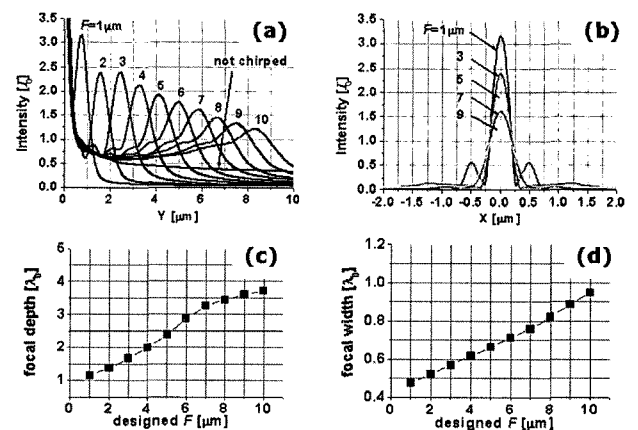 (a)
F=1μm
2 3 4 5 6 7 8 9 10
not chirped
Intensity [I₀]
3.5
3.0
2.5
2.0
1.5
1.0
0.5
0.0
0 2 4 6 8 10
Y [μm]
(b)
F=1μm
3
5
7
9
Intensity [I₀]
3.5
3.0
2.5
2.0
1.5
1.0
0.5
0.0
-2.0 -1.5 -1.0 -0.5 0.0 0.5 1.0 1.5 2.0
X [μm]
(c)
focal depth [λ₀]
6
5
4
3
2
1
0 2 4 6 8 10
designed F [μm]
(d)
focal width [λ₀]
1.2
1.0
0.8
0.6
0.4
0 2 4 6 8 10
designed F [μm]